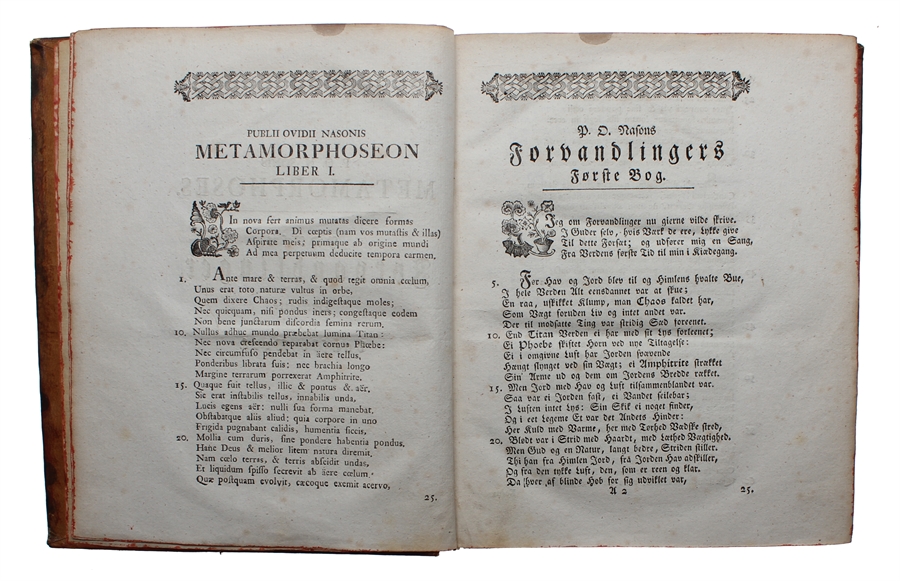 PUBLII OVIDII NASONIS
METAMORPHOSEON
LIBER I.
In nova fert animus mutatas dicere formas
Corpora. Di cœptis (nam vos mutastis & illas)
Aspirate meis; primaque ab origine mundi
Ad mea perpetuum deducite tempora carmen.
1. Ante mare & terras, & quod tegit omnia cœlum,
Unus erat toto naturæ vultus in orbe,
Quem dixere Chaos; rudis indigestaque moles;
Nec quicquam, nisi pondus iners; congestaque eodem
Non bene junctarum discordia semina rerum.
10. Nullus adhuc mundo præbebat lumina Titan:
Nec nova crescendo reparabat cornua Phœbe:
Nec circumfuso pendebat in äere tellus,
Ponderibus librata suis: nec brachia longo
Margine terrarum porrexerat Amphitrite.
15. Quaque fuit tellus, illic & pontus & aër,
Sic erat instabilis tellus, innabilis unda,
Lucis egens aër: nulli sua forma manebat.
Obstabatque aliis aliud: quia corpore in uno
Frigida pugnabant calidis, humentia siccis,
20. Mollia cum duris, sine pondere habentia pondus.
Hanc Deus & melior litem natura diremit.
Nam cœlo terras, & terris abscidit undas,
Et liquidum spisso secrevit ab äere cœlum.
Quæ postquam evolvit, cæcoque exemit acervo,
25.
P. O. Nasons
Forvandlingers
Første Bog.
Jeg om Forvandlinger nu gierne vilde skrive.
I Guder selv, hvis Værk de ere, Lykke give
Til dette Forsæt; og udfører mig en Sang,
Fra Verdens første Tid til min i Kiædegang.
5. Før Hav og Jord blev til og Himlens hvalte Bue,
I hele Verden Alt eensdannet var at skue;
En raa, uskikket Klump, man Chaos kaldet har,
Som Vægt foruden Liv og intet andet var.
Der til modsatte Ting var stridig Sæd foreenet.
10. End Titan Verden ei har med sit Lys forleenet;
Ei Phoebe skiftet Horn ved nye Tiltagelse:
Ei i omgivne Luft har Jorden svævende
Hængt slynget ved sin Vægt; ei Amphitrite strækket
Sin' Arme ud og dem om Jordens Bredde rækket.
15. Men Jord med Hav og Luft tilsammenblandet var.
Saa var ei Jorden fast, ei Vandet seilebar;
I Luften intet Lys: Sin Skik ei noget finder,
Og i eet Legeme Et var det Andets Hinder:
Her Kuld med Varme, her med Tørhed Vædske stred,
20. Blødt var i Strid med Haardt, med Læthed Vægtighed.
Men Gud og en Natur, langt bedre, Striden stiller.
Thi han fra Himlen Jord, frå Jorden Hav adskiller,
Og fra den tykke Luft, den, som er reen og klar.
Da hver af blinde Hob for sig udviklet var,
A 2
25.